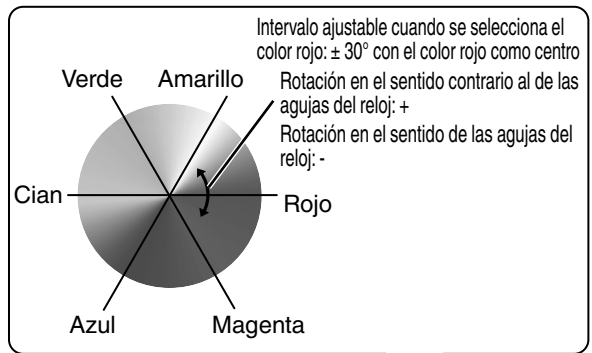 Intervalo ajustable cuando se selecciona el
color rojo: ± 30° con el color rojo como centro
Verde
Amarillo
Rotación en el sentido contrario al de las
agujas del reloj: +
Rotación en el sentido de las agujas del
reloj: -
Cian
Rojo
Azul
Magenta